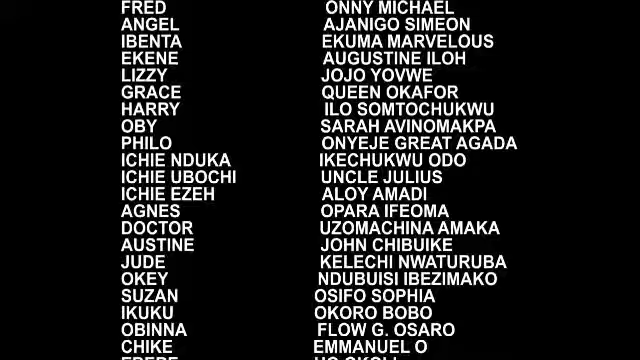 FRED ONNY MICHAEL
ANGEL AJANIGO SIMEON
IBENTA EKUMA MARVELOUS
EKENE AUGUSTINE ILOH
LIZZY JOJO YOVWE
GRACE QUEEN OKAFOR
HARRY ILO SOMTOCHUKWU
OBY SARAH AVINOMAKPA
PHILO ONYEJE GREAT AGADA
ICHIE NDUKA IKECHUKWU ODO
ICHIE UBOCHI UNCLE JULIUS
ICHIE EZEH ALOY AMADI
AGNES OPARA IFEOMA
DOCTOR UZOMACHINA AMAKA
AUSTINE JOHN CHIBUIKE
JUDE KELECHI NWATURUBA
OKEY NDUBUISI IBEZIMAKO
SUZAN OSIFO SOPHIA
IKUKU OKORO BOBO
OBINNA FLOW G. OSARO
CHIKE EMMANUEL O